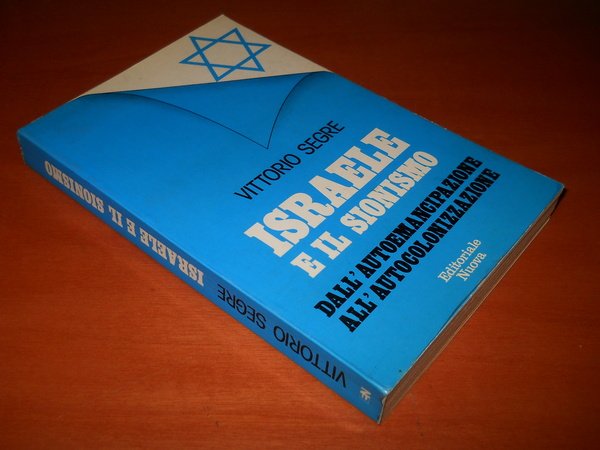 VITTORIO SEGRE
ISRAELE
E IL SIONISMO
DALL'AUTOEMANCIPAZIONE
ALL'AUTOCOLONIZZAZIONE
Editoriale
Nuova
VITTORIO SEGRE ISRAELE E IL SIONISMO